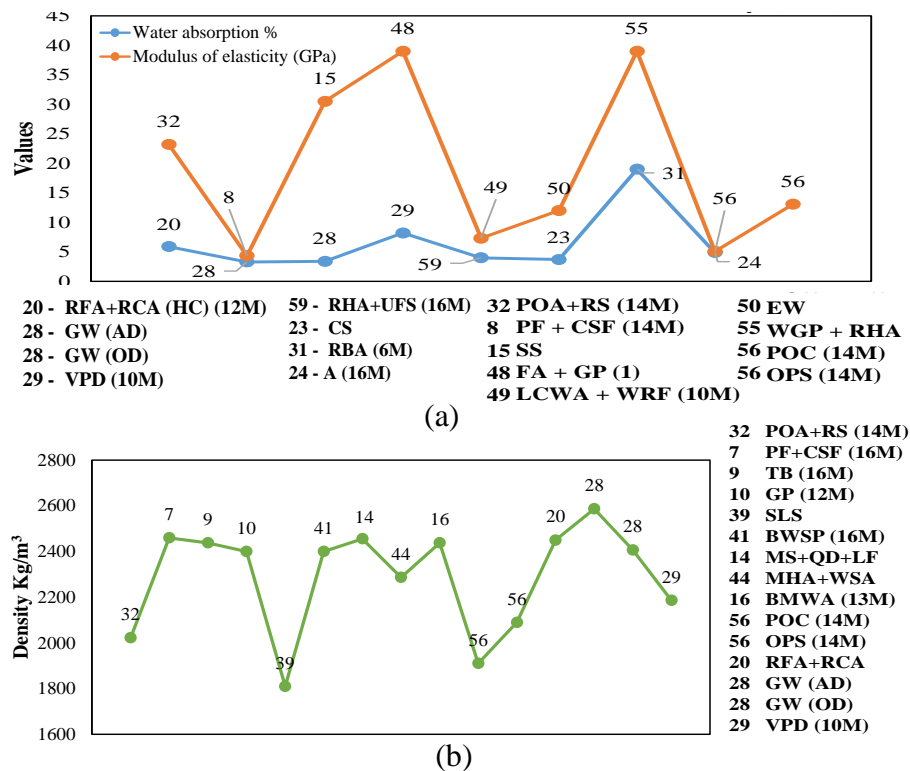 45
40
35
30
25
20
15
10
5
0
Values
Water absorption %
Modulus of elasticity (GPa)
32 8 15 48 49 50 55 56 56
20 28 28 29 59 23 31 24
20 - RFA+RCA (HC) (12M)
28 - GW (AD)
28 - GW (OD)
29 - VPD (10M)
59 - RHA+UFS (16M)
23 - CS
31 - RBA (6M)
24 - A (16M)
32 POA+RS (14M)
8 PF + CSF (14M)
15 SS
48 FA + GP (1)
49 LCWA + WRF (10M)
50 EW
55 WGP + RHA
56 POC (14M)
56 OPS (14M)
(a)
2800
2600
2400
2200
2000
1800
1600
Density Kg/m³
32 7 9 10 39 41 14 44 16 56 56 20 28 28 29
32 POA+RS (14M)
7 PF+CSF (16M)
9 TB (16M)
10 GP (12M)
39 SLS
41 BWSP (16M)
14 MS+QD+LF
44 MHA+WSA
16 BMWA (13M)
56 POC (14M)
56 OPS (14M)
20 RFA+RCA
28 GW (AD)
28 GW (OD)
29 VPD (10M)
(b)